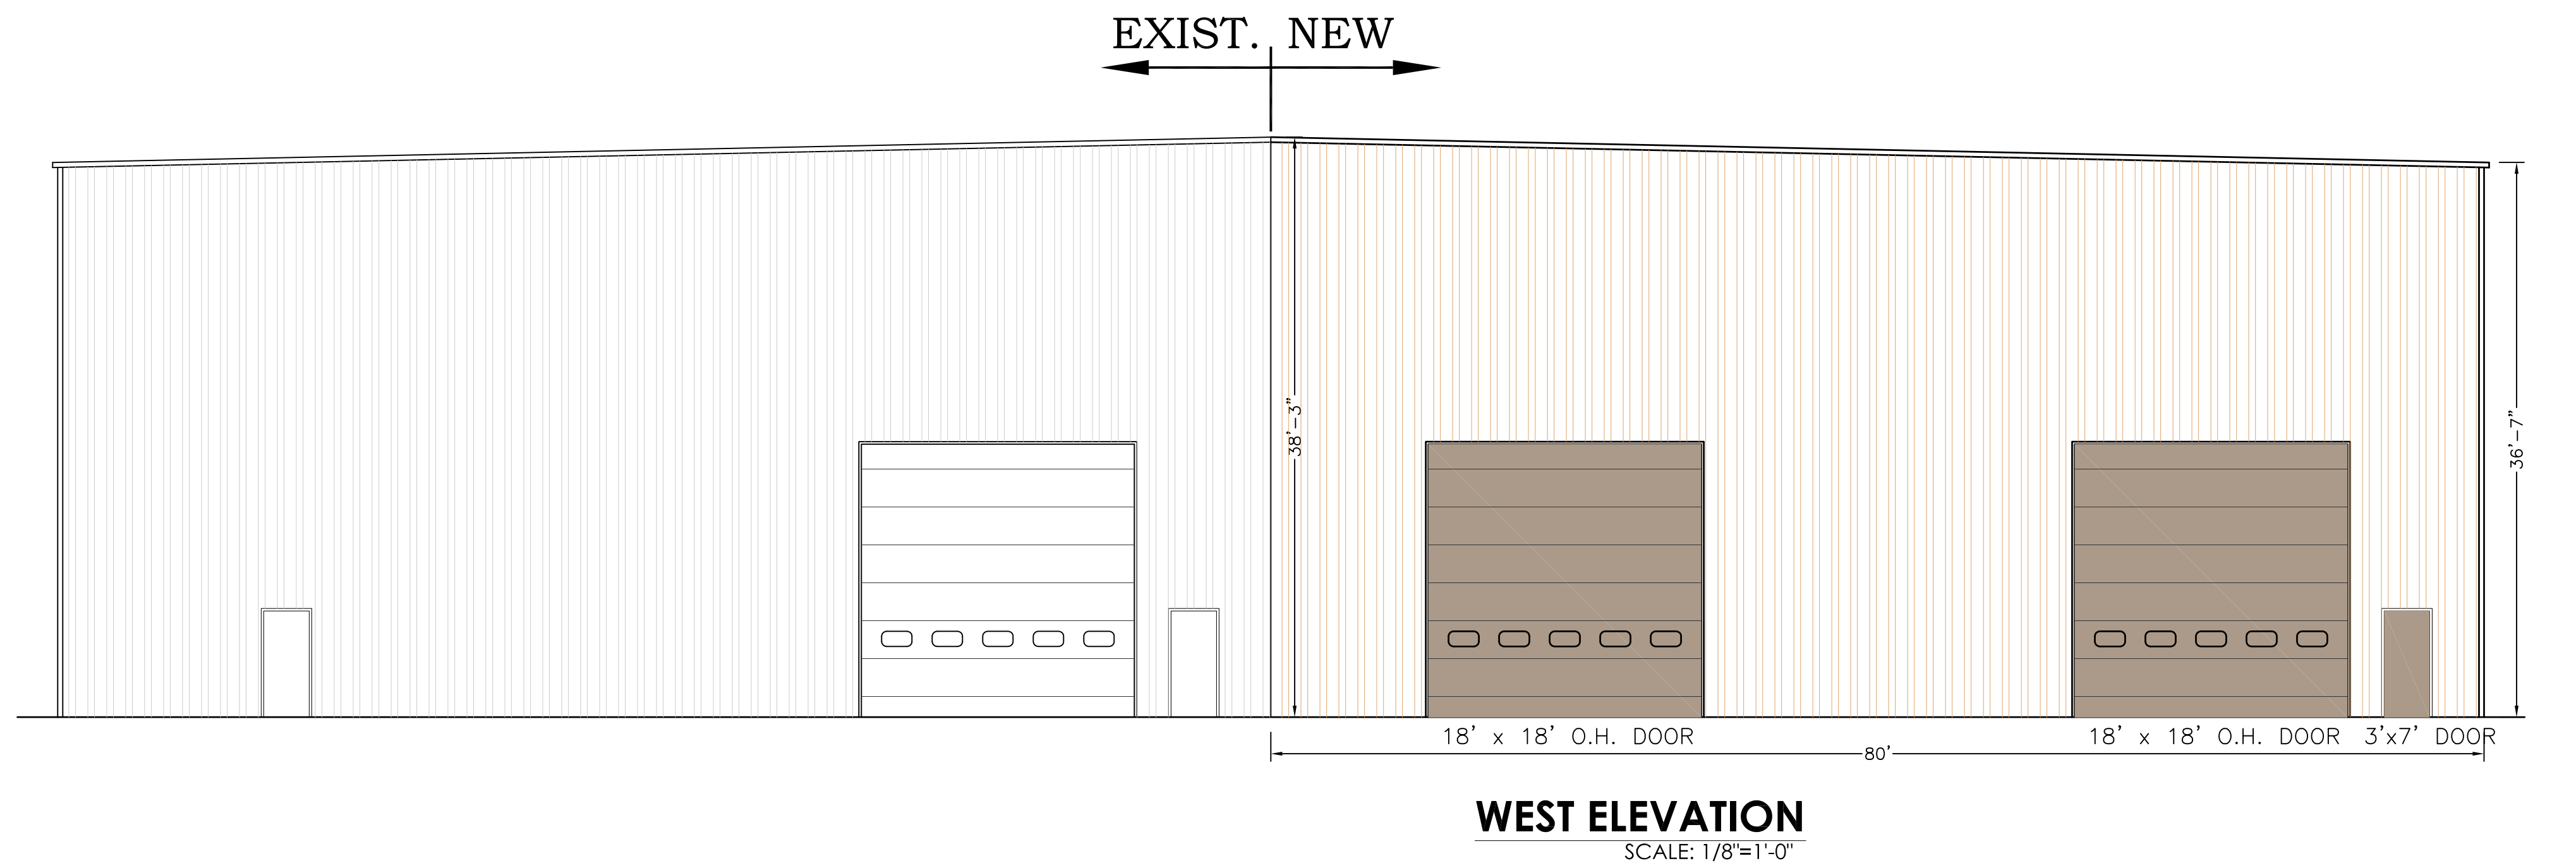 EXIST. NEW
38'-3"
36'-7"
18' x 18' O.H. DOOR
18' x 18' O.H. DOOR
3'x7' DOOR
80'
WEST ELEVATION
SCALE: 1/8"=1'-0"